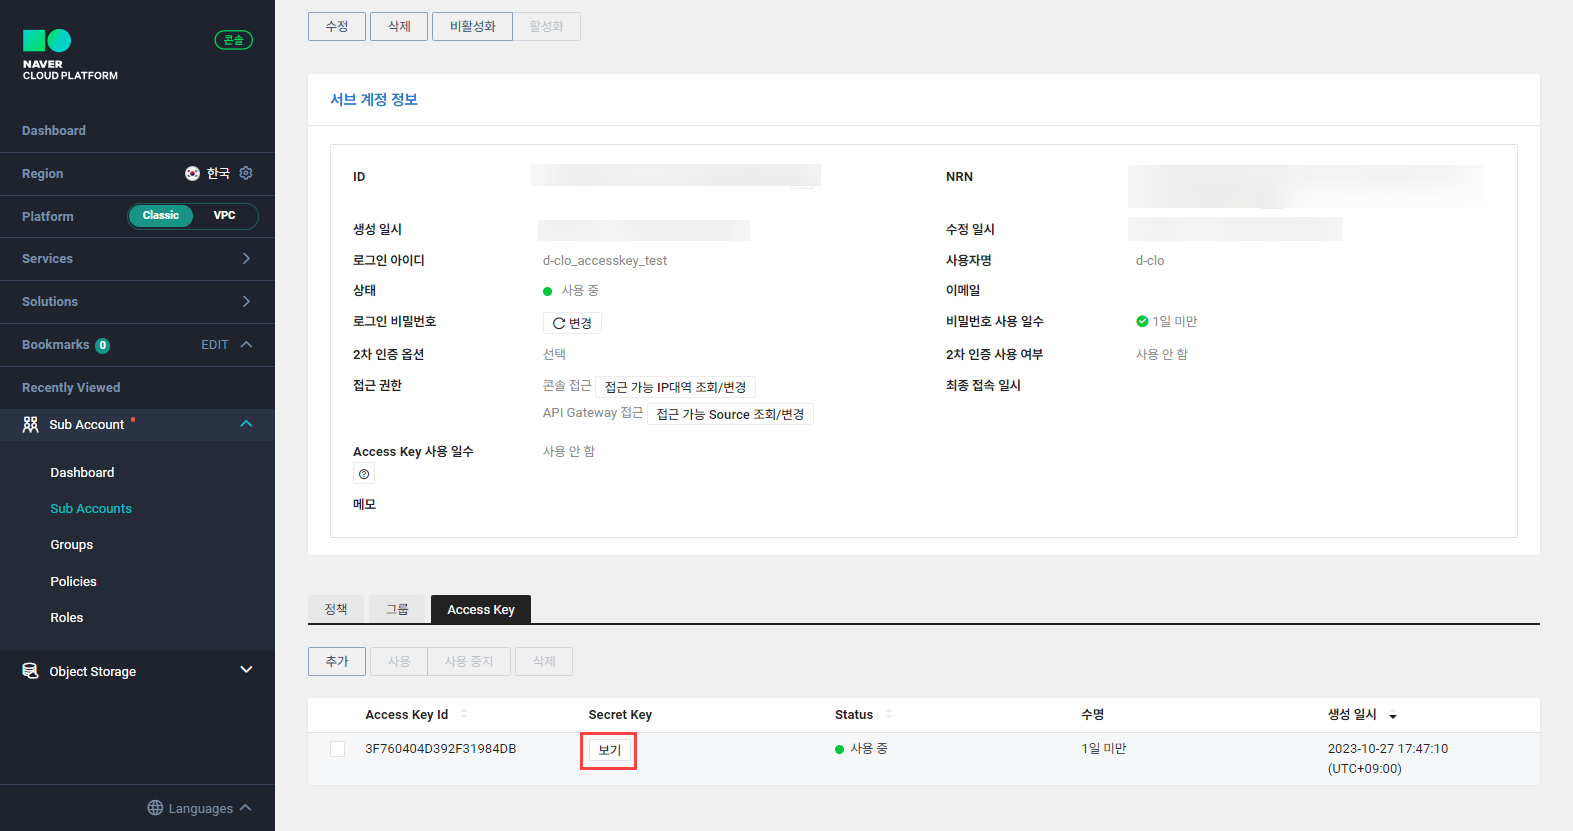 콘솔
NAVER
CLOUD PLATFORM
Dashboard
Region 한국
Platform Classic VPC
Services
Solutions
Bookmarks 0 EDIT
Recently Viewed
Sub Account
Dashboard
Sub Accounts
Groups
Policies
Roles
Object Storage
Languages
수정 삭제 비활성화 활성화
서브 계정 정보
ID NRN
생성 일시 수정 일시
로그인 아이디 d-clo_accesskey_test 사용자명 d-clo
상태 사용 중 이메일
로그인 비밀번호 변경 비밀번호 사용 일수 1일 미만
2차 인증 옵션 선택 2차 인증 사용 여부 사용 안 함
접근 권한 콘솔 접근 접근 가능 IP대역 조회/변경 최종 접속 일시
API Gateway 접근 접근 가능 Source 조회/변경
Access Key 사용 일수 사용 안 함
메모
정책 그룹 Access Key
추가 사용 사용 중지 삭제
Access Key Id Secret Key Status 수명 생성 일시
3F760404D392F31984DB 보기 사용 중 1일 미만 2023-10-27 17:47:10
(UTC+09:00)